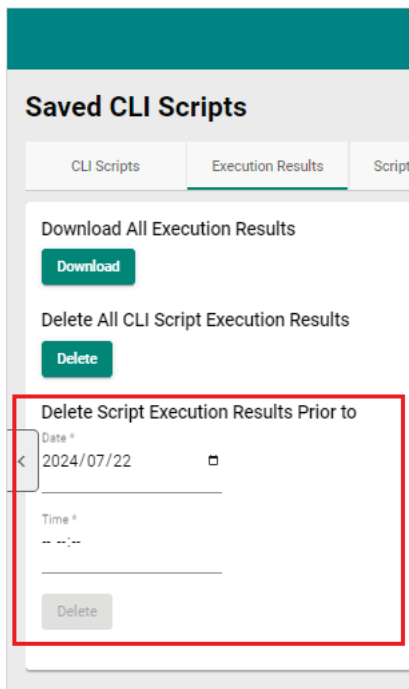 Saved CLI Scripts
CLI Scripts Execution Results Script
Download All Execution Results
Download
Delete All CLI Script Execution Results
Delete
Delete Script Execution Results Prior to
Date *
2024/07/22
Time *
-- --:--
Delete